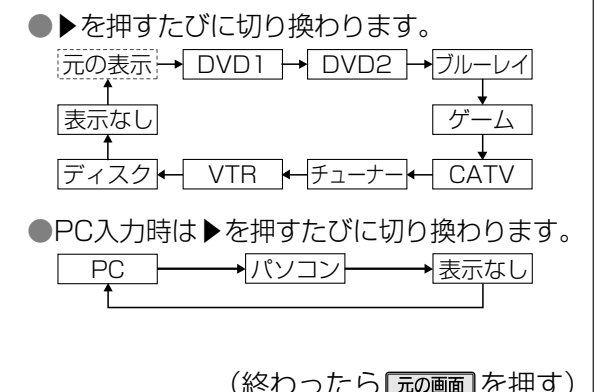 ●▶を押すたびに切り換わります。
元の表示 DVD1 DVD2 ブルーレイ
表示なし ゲーム
ディスク VTR チューナー CATV
●PC入力時は▶を押すたびに切り換わります。
PC パソコン 表示なし
(終わったら 元の画面 を押す)